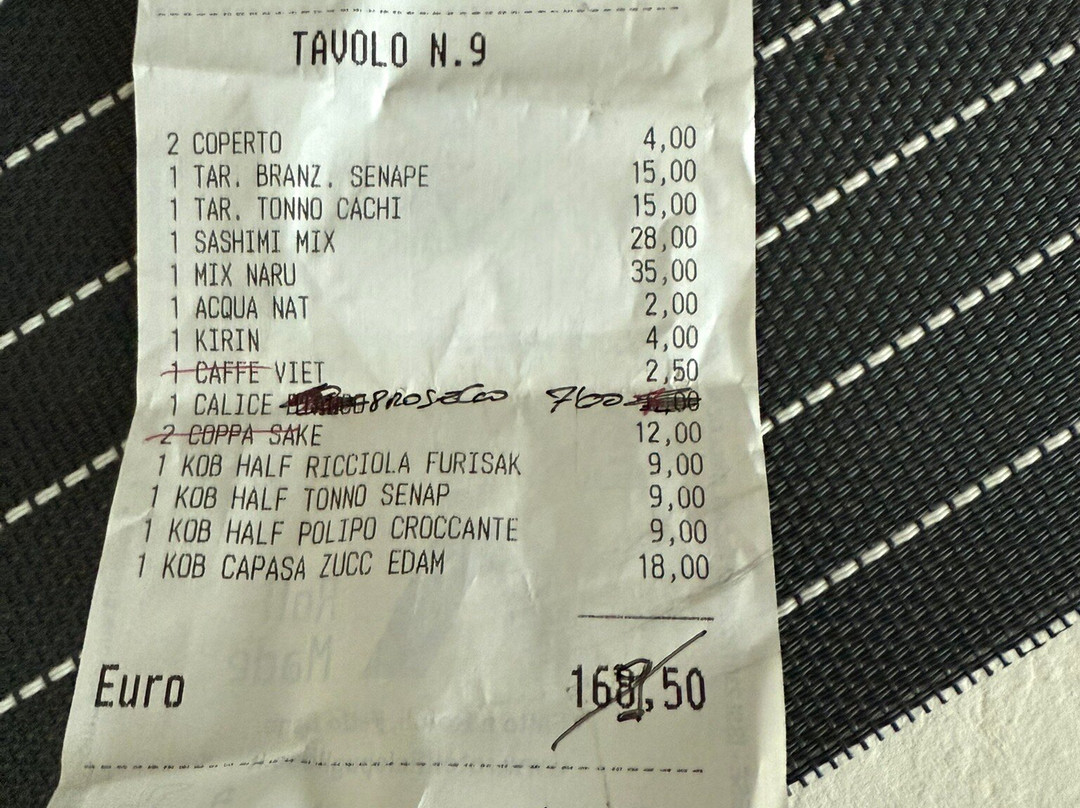 TAVOLO N.9
2 COPERTO 4,00
1 TAR. BRANZ. SENAPE 15,00
1 TAR. TONNO CACHI 15,00
1 SASHIMI MIX 28,00
1 MIX NARU 35,00
1 ACQUA NAT 2,00
1 KIRIN 4,00
1 CAFFE VIET 2,50
1 CALICE PROSECCO
2 COPPA SAKE 12,00
1 KOB HALF RICCIOLA FURISAK 9,00
1 KOB HALF TONNO SENAP 9,00
1 KOB HALF POLIPO CROCCANTE 9,00
1 KOB CAPASA ZUCC EDAM 18,00
Euro 168,50